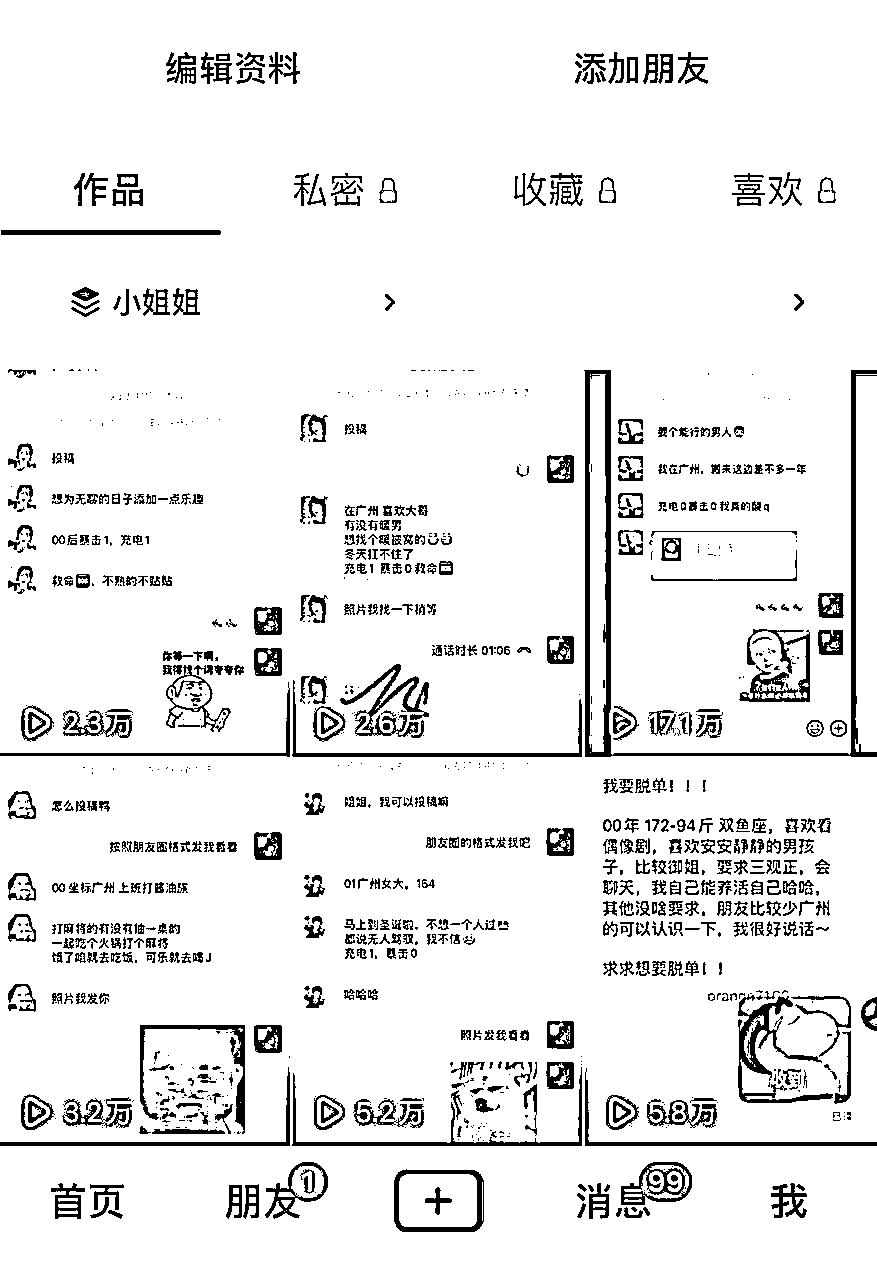 编辑资料
添加朋友
作品
私密
收藏
喜欢
小姐姐
投稿
想为无聊的日子添加一点乐趣
00后暴击1，充电1
救命，不熟的不贴贴
你等一下啊，
我得找个词夸夸你
2.3万
投稿
在广州 喜欢大哥
有没有暖男
想找个暖被窝的
冬天扛不住了
充电1 暴击0 救命
照片我找一下稍等
通话时长 01:06
2.6万
要个能行的男人
我在广州，搬来这边差不多一年
充电0暴击0我真的酸q
17.1万
怎么投稿鸭
按照朋友圈格式发我看看
00 坐标广州 上班打酱油族
打麻将的有没有他一桌的
一起吃个火锅打个麻将
饿了咱就去吃饭，可乐就去喝J
照片我发你
3.2万
姐姐，我可以投稿嘛
朋友圈的格式发我吧
01广州女大，164
马上到圣诞啦，不想一个人过
都说无人驾驭，我不信
充电1，暴击0
哈哈哈
照片发我看看
5.2万
我要脱单！！！
00年 172-94斤 双鱼座，喜欢看
偶像剧，喜欢安安静静的男孩
子，比较御姐，要求三观正，会
聊天，我自己能养活自己哈哈，
其他没啥要求，朋友比较少广州
的可以认识一下，我很好说话～
求求想要脱单！！
收到
5.8万
首页
朋友
1
消息
99
我